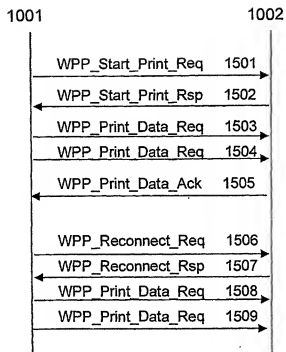 1001 1002
WPP_Start_Print_Req 1501
WPP_Start_Print_Rsp 1502
WPP_Print_Data_Req 1503
WPP_Print_Data_Req 1504
WPP_Print_Data_Ack 1505
WPP_Reconnect_Req 1506
WPP_Reconnect_Rsp 1507
WPP_Print_Data_Req 1508
WPP_Print_Data_Req 1509